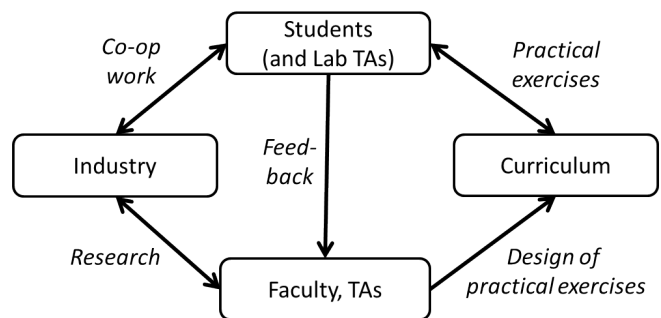 Students
(and Lab TAs)
Co-op
work
Practical
exercises
Industry
Feed-
back
Curriculum
Research
Faculty, TAs
Design of
practical exercises